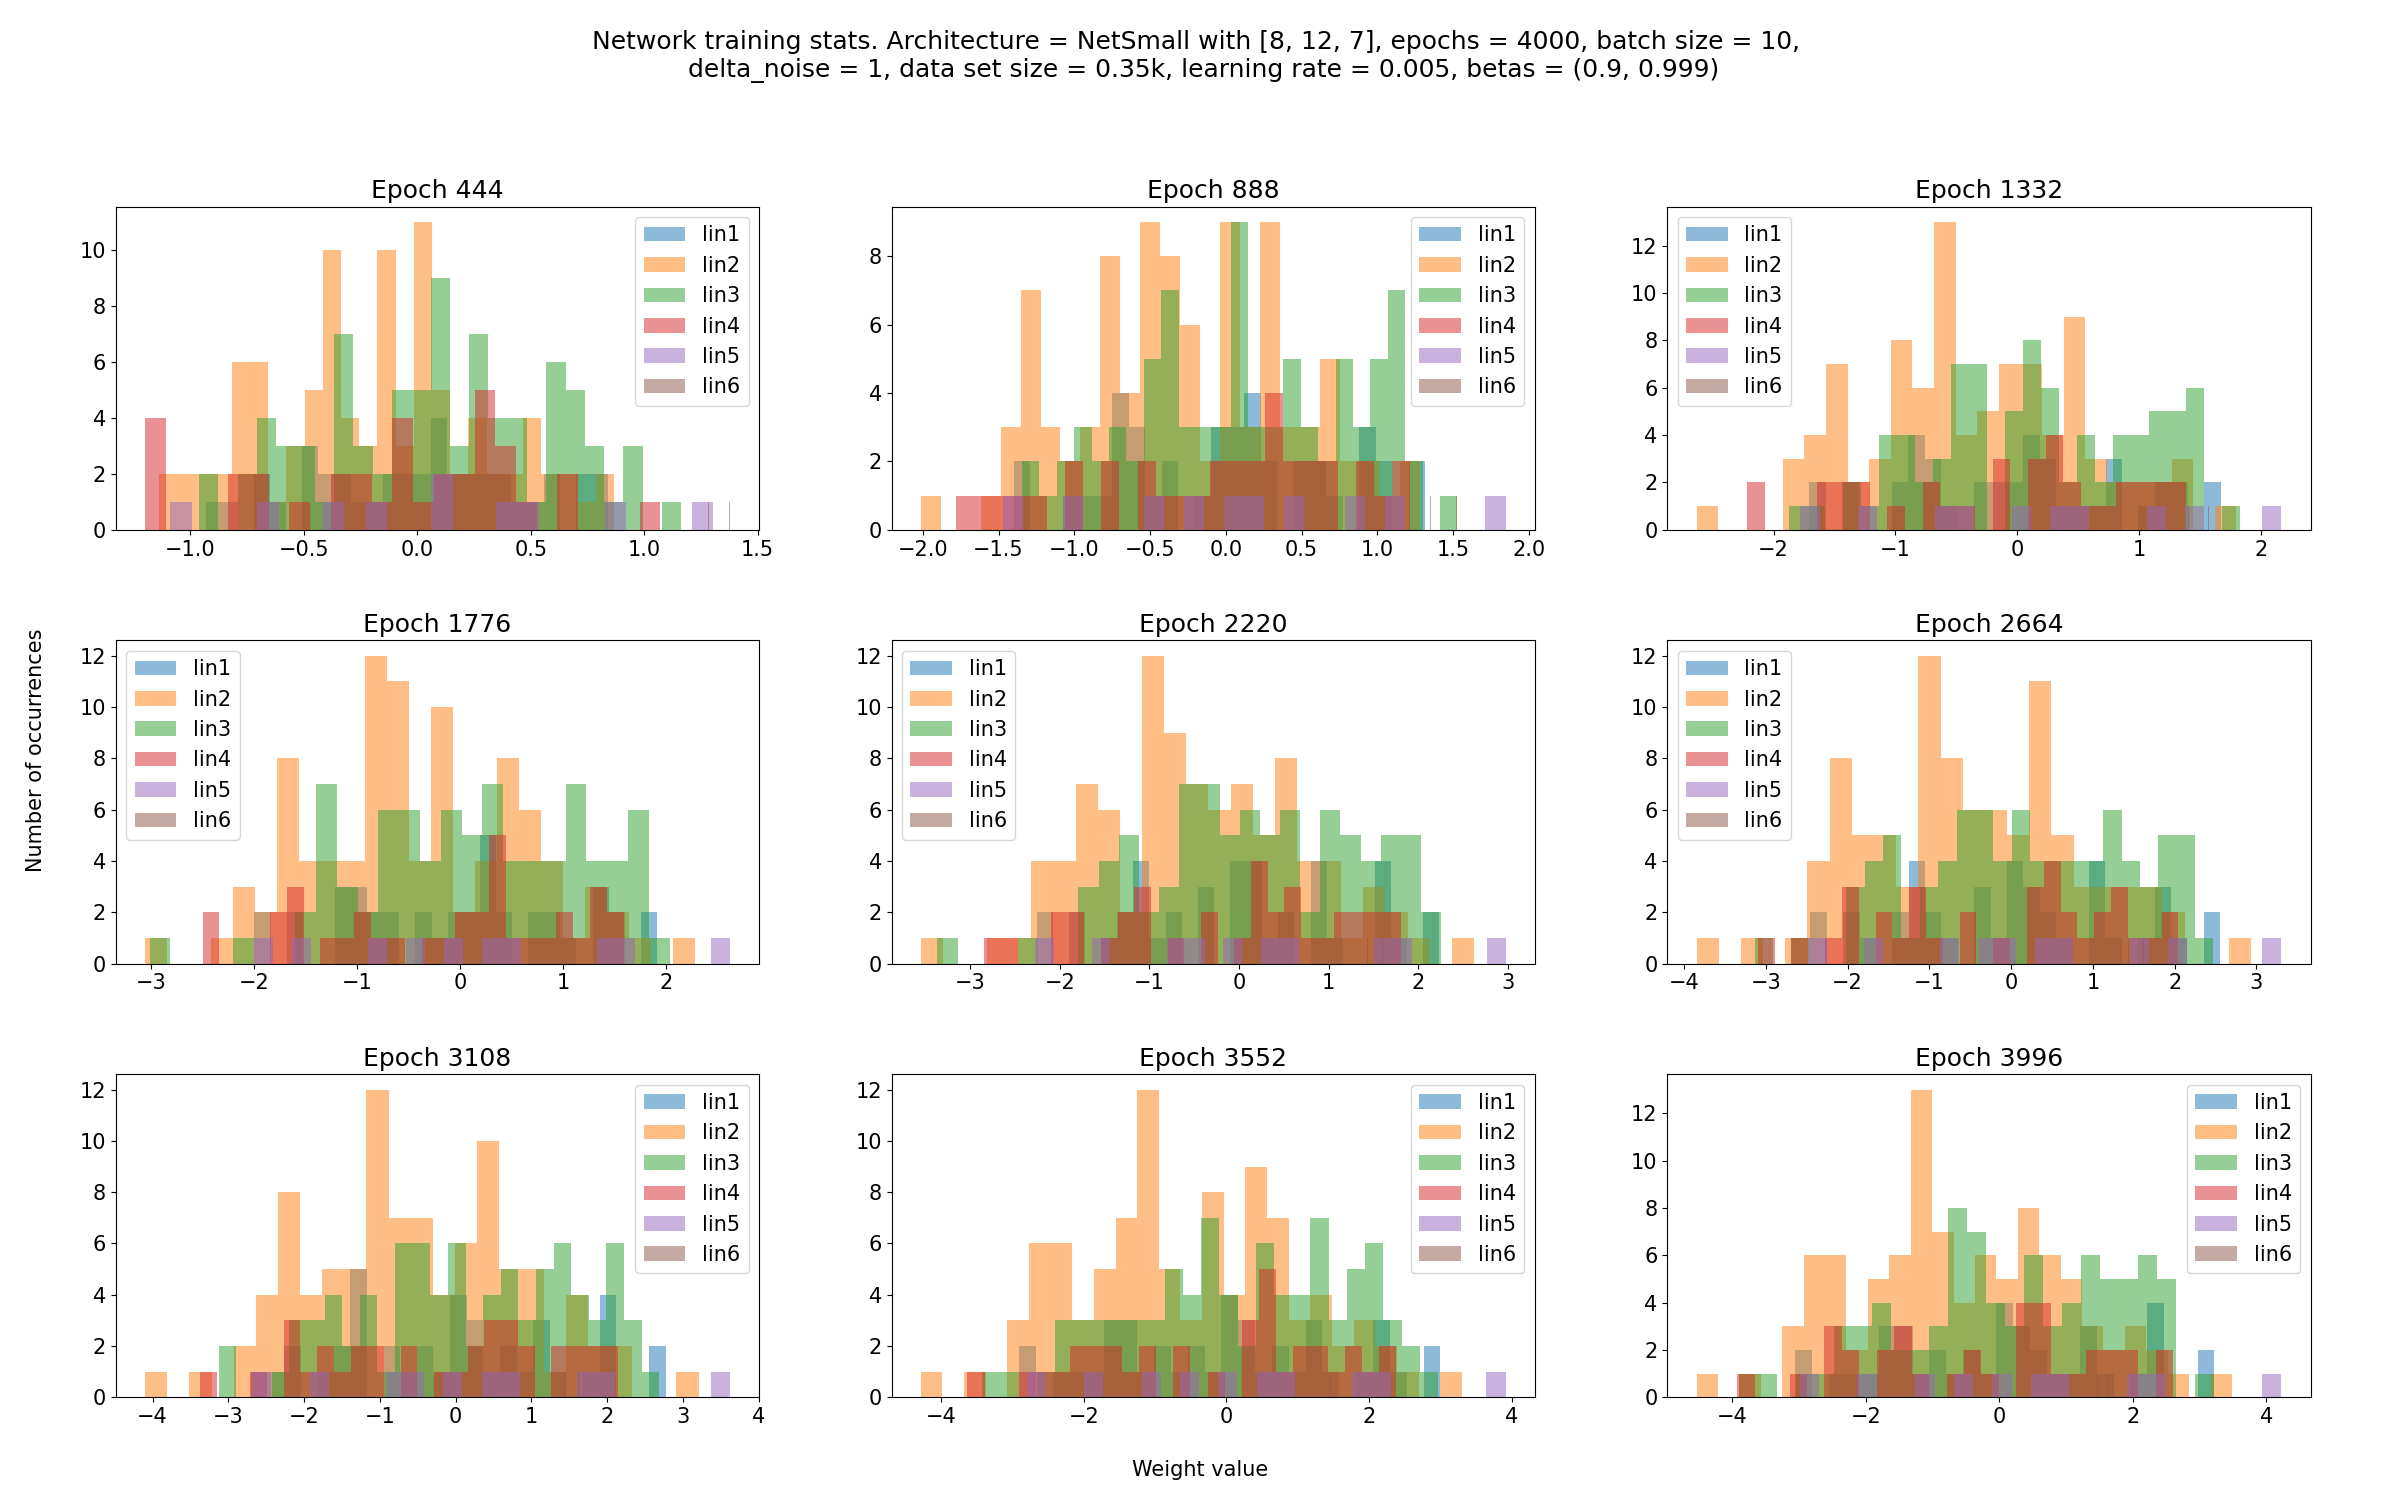 Network training stats. Architecture = NetSmall with [8, 12, 7], epochs = 4000, batch size = 10,
delta_noise = 1, data set size = 0.35k, learning rate = 0.005, betas = (0.9, 0.999)
Epoch 444
lin1
lin2
lin3
lin4
lin5
lin6
10
8
6
4
2
0
−1.0 −0.5 0.0 0.5 1.0 1.5
Epoch 888
lin1
lin2
lin3
lin4
lin5
lin6
8
6
4
2
0
−2.0 −1.5 −1.0 −0.5 0.0 0.5 1.0 1.5 2.0
Epoch 1332
lin1
lin2
lin3
lin4
lin5
lin6
12
10
8
6
4
2
0
−2 −1 0 1 2
Number of occurrences
Epoch 1776
lin1
lin2
lin3
lin4
lin5
lin6
12
10
8
6
4
2
0
−3 −2 −1 0 1 2
Epoch 2220
lin1
lin2
lin3
lin4
lin5
lin6
12
10
8
6
4
2
0
−3 −2 −1 0 1 2 3
Epoch 2664
lin1
lin2
lin3
lin4
lin5
lin6
12
10
8
6
4
2
0
−4 −3 −2 −1 0 1 2 3
Epoch 3108
lin1
lin2
lin3
lin4
lin5
lin6
12
10
8
6
4
2
0
−4 −3 −2 −1 0 1 2 3 4
Epoch 3552
lin1
lin2
lin3
lin4
lin5
lin6
12
10
8
6
4
2
0
−4 −2 0 2 4
Epoch 3996
lin1
lin2
lin3
lin4
lin5
lin6
12
10
8
6
4
2
0
−4 −2 0 2 4
Weight value